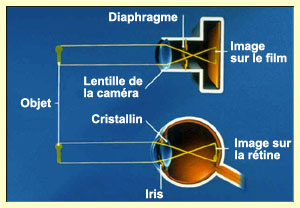 Diaphragme
Image
sur le film
Lentille de
la caméra
Objet
Cristallin
Image sur
la rétine
Iris